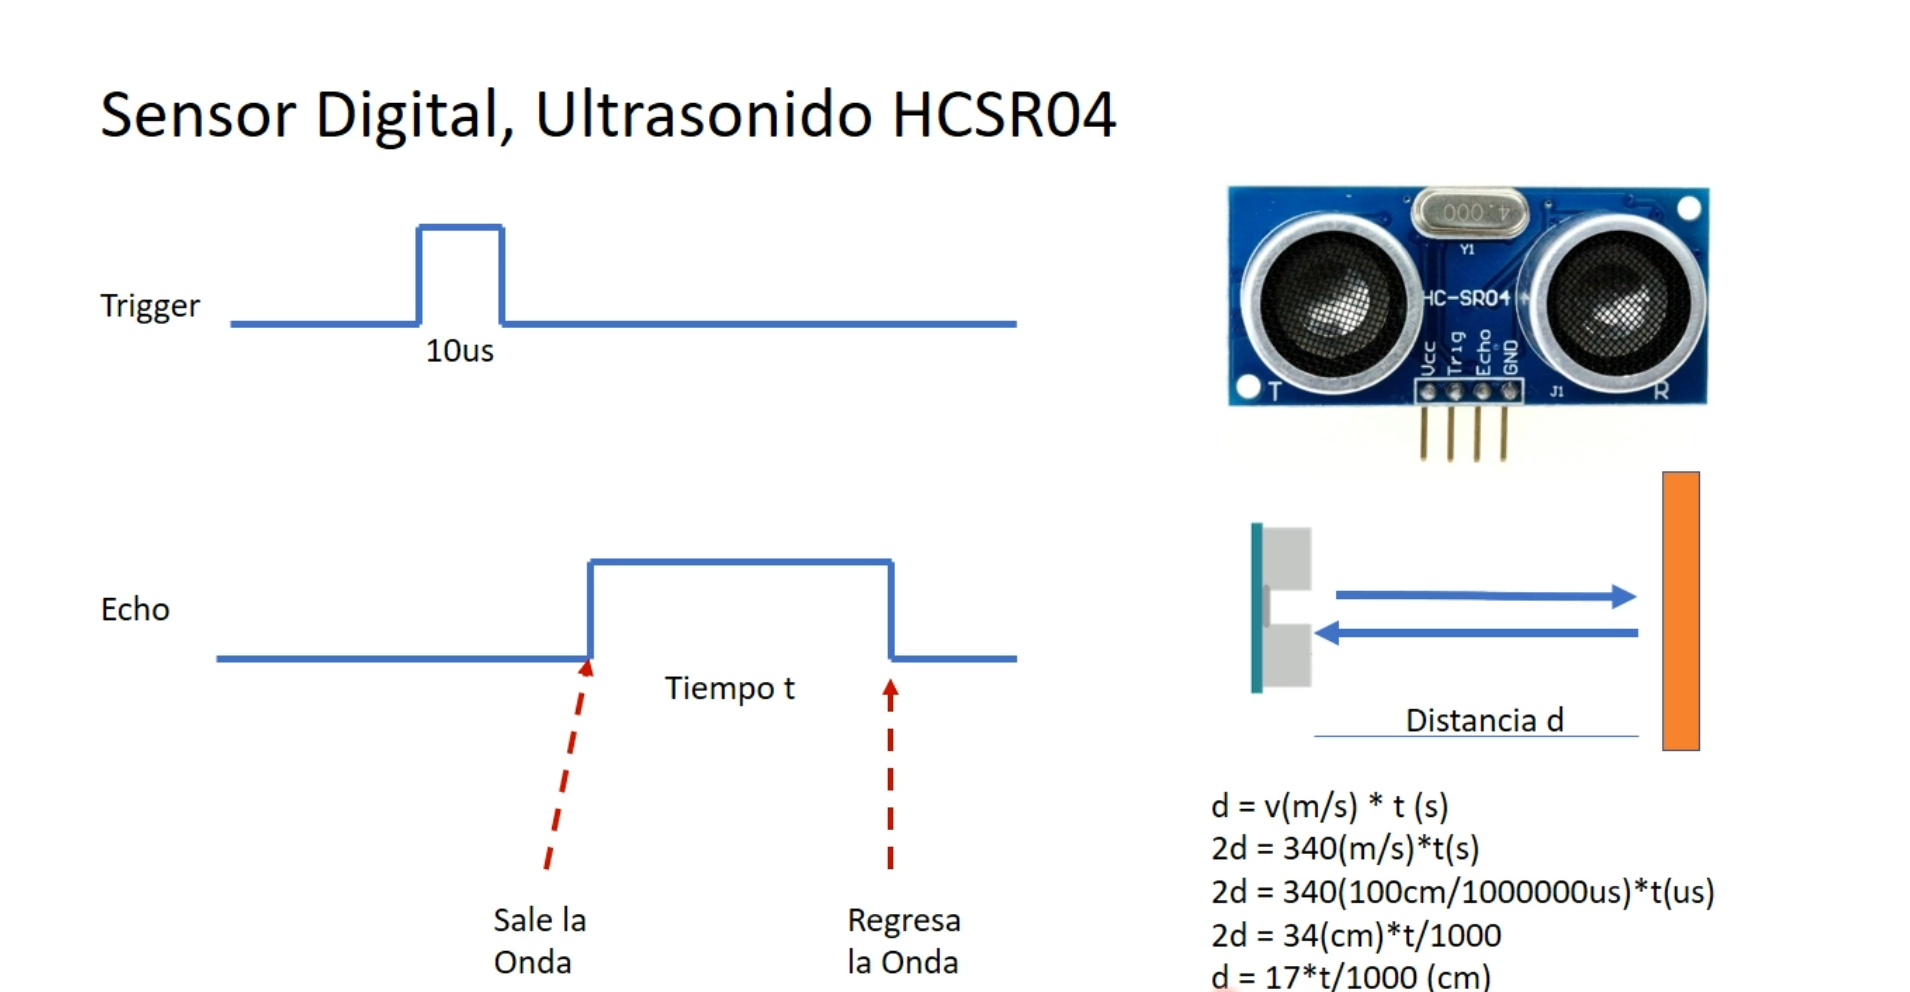 Sensor Digital, Ultrasonido HCSR04
Trigger
10us
4.000
Y1
HC-SR04
Vcc
Trig
Echo
GND
T
J1
R
Echo
Tiempo t
Sale la
Onda
Regresa
la Onda
Distancia d
d = v(m/s) * t (s)
2d = 340(m/s)*t(s)
2d = 340(100cm/1000000us)*t(us)
2d = 34(cm)*t/1000
d = 17*t/1000 (cm)